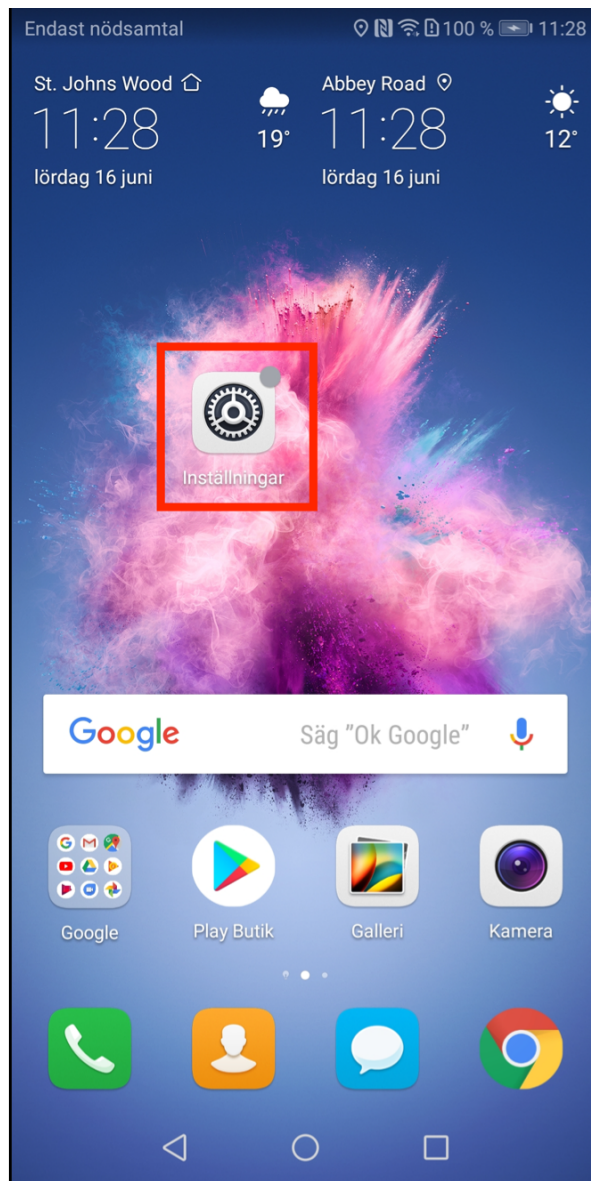 Endast nödsamtal 100 % 11:28
St. Johns Wood
11:28
19°
lördag 16 juni
Abbey Road
11:28
12°
lördag 16 juni
Inställningar
Google Säg ”Ok Google”
Google Play Butik Galleri Kamera